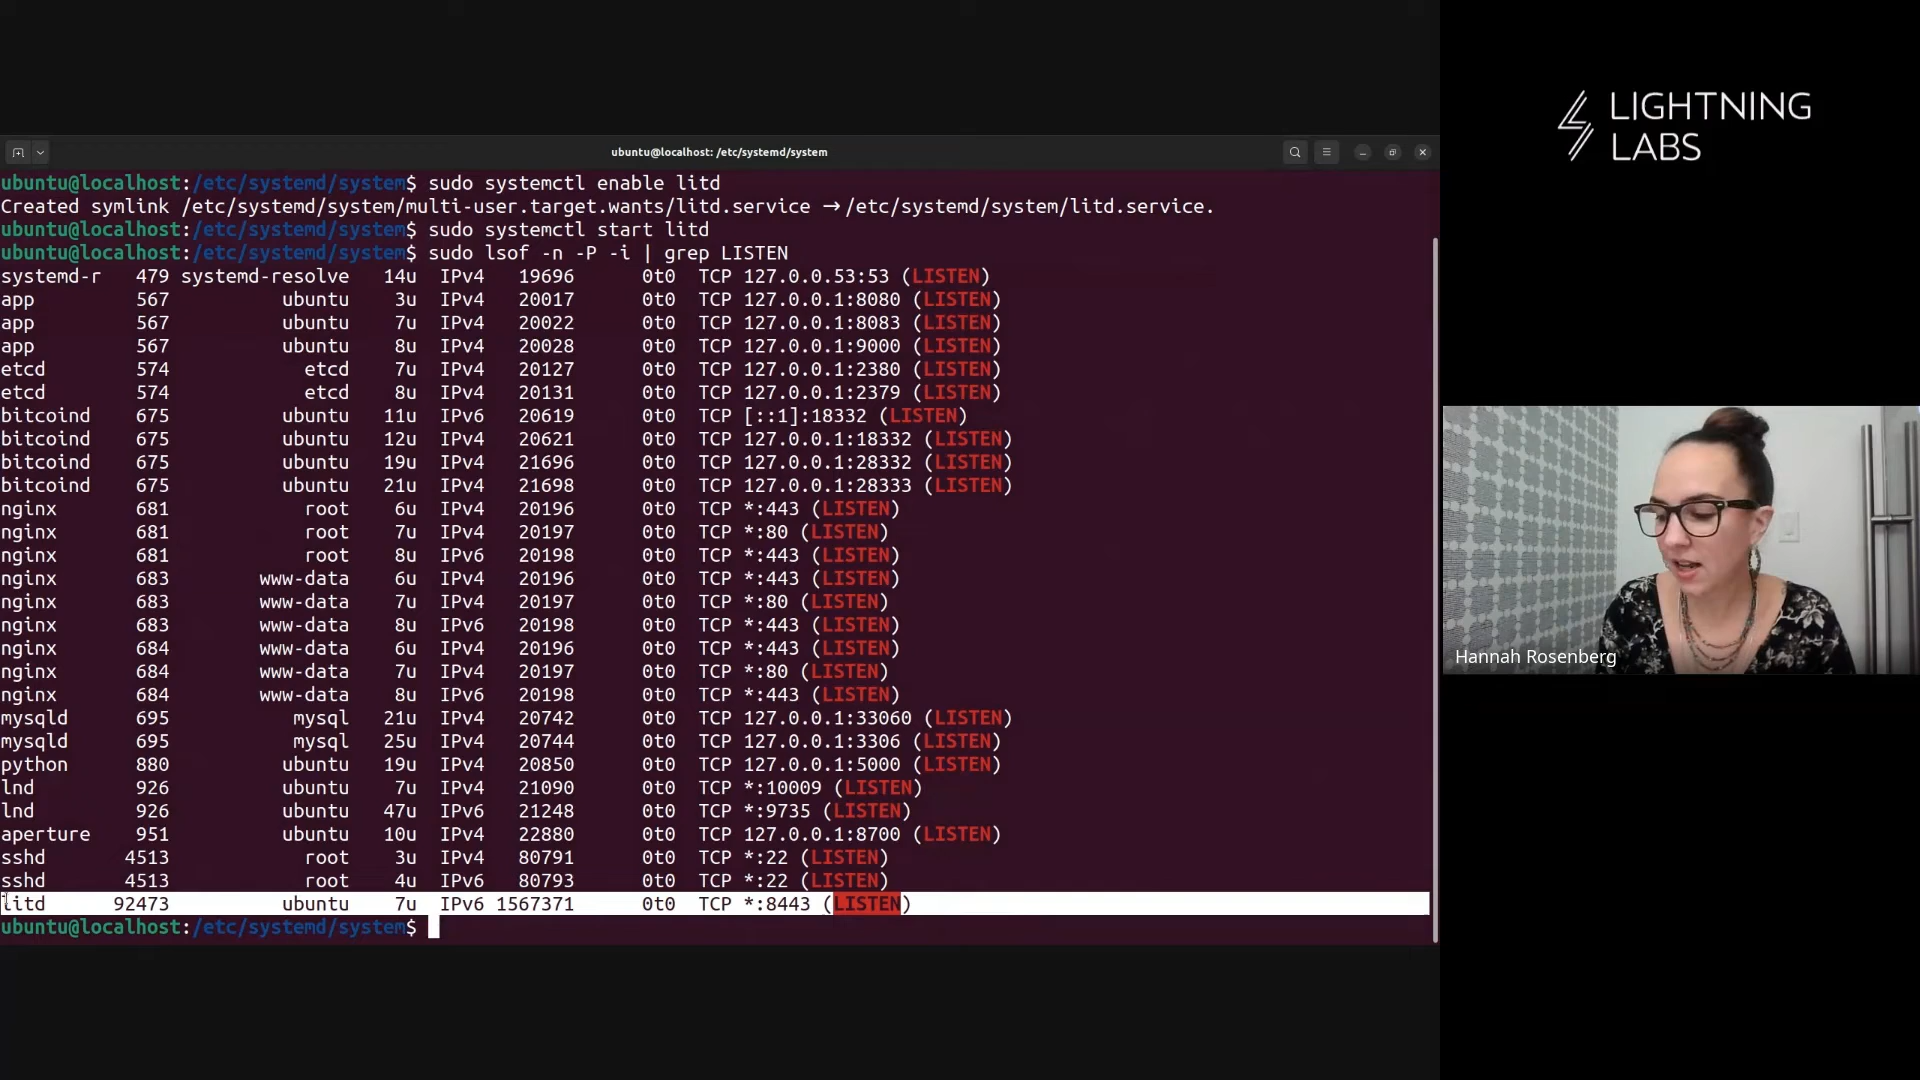 ubuntu@localhost: /etc/systemd/system
ubuntu@localhost:/etc/systemd/system$ sudo systemctl enable litd
Created symlink /etc/systemd/system/multi-user.target.wants/litd.service → /etc/systemd/system/litd.service.
ubuntu@localhost:/etc/systemd/system$ sudo systemctl start litd
ubuntu@localhost:/etc/systemd/system$ sudo lsof -n -P -i | grep LISTEN
systemd-r 479 systemd-resolve 14u IPv4 19696 0t0 TCP 127.0.0.53:53 (LISTEN)
app 567 ubuntu 3u IPv4 20017 0t0 TCP 127.0.0.1:8080 (LISTEN)
app 567 ubuntu 7u IPv4 20022 0t0 TCP 127.0.0.1:8083 (LISTEN)
app 567 ubuntu 8u IPv4 20028 0t0 TCP 127.0.0.1:9000 (LISTEN)
etcd 574 etcd 7u IPv4 20127 0t0 TCP 127.0.0.1:2380 (LISTEN)
etcd 574 etcd 8u IPv4 20131 0t0 TCP 127.0.0.1:2379 (LISTEN)
bitcoind 675 ubuntu 11u IPv6 20619 0t0 TCP [::1]:18332 (LISTEN)
bitcoind 675 ubuntu 12u IPv4 20621 0t0 TCP 127.0.0.1:18332 (LISTEN)
bitcoind 675 ubuntu 19u IPv4 21696 0t0 TCP 127.0.0.1:28332 (LISTEN)
bitcoind 675 ubuntu 21u IPv4 21698 0t0 TCP 127.0.0.1:28333 (LISTEN)
nginx 681 root 6u IPv4 20196 0t0 TCP *:443 (LISTEN)
nginx 681 root 7u IPv4 20197 0t0 TCP *:80 (LISTEN)
nginx 681 root 8u IPv6 20198 0t0 TCP *:443 (LISTEN)
nginx 683 www-data 6u IPv4 20196 0t0 TCP *:443 (LISTEN)
nginx 683 www-data 7u IPv4 20197 0t0 TCP *:80 (LISTEN)
nginx 683 www-data 8u IPv6 20198 0t0 TCP *:443 (LISTEN)
nginx 684 www-data 6u IPv4 20196 0t0 TCP *:443 (LISTEN)
nginx 684 www-data 7u IPv4 20197 0t0 TCP *:80 (LISTEN)
nginx 684 www-data 8u IPv6 20198 0t0 TCP *:443 (LISTEN)
mysqld 695 mysql 21u IPv4 20742 0t0 TCP 127.0.0.1:33060 (LISTEN)
mysqld 695 mysql 25u IPv4 20744 0t0 TCP 127.0.0.1:3306 (LISTEN)
python 880 ubuntu 19u IPv4 20850 0t0 TCP 127.0.0.1:5000 (LISTEN)
lnd 926 ubuntu 7u IPv4 21090 0t0 TCP *:10009 (LISTEN)
lnd 926 ubuntu 47u IPv6 21248 0t0 TCP *:9735 (LISTEN)
aperture 951 ubuntu 10u IPv4 22880 0t0 TCP 127.0.0.1:8700 (LISTEN)
sshd 4513 root 3u IPv4 80791 0t0 TCP *:22 (LISTEN)
sshd 4513 root 4u IPv6 80793 0t0 TCP *:22 (LISTEN)
litd 92473 ubuntu 7u IPv6 1567371 0t0 TCP *:8443 (LISTEN)
ubuntu@localhost:/etc/systemd/system$
LIGHTNING
LABS
Hannah Rosenberg